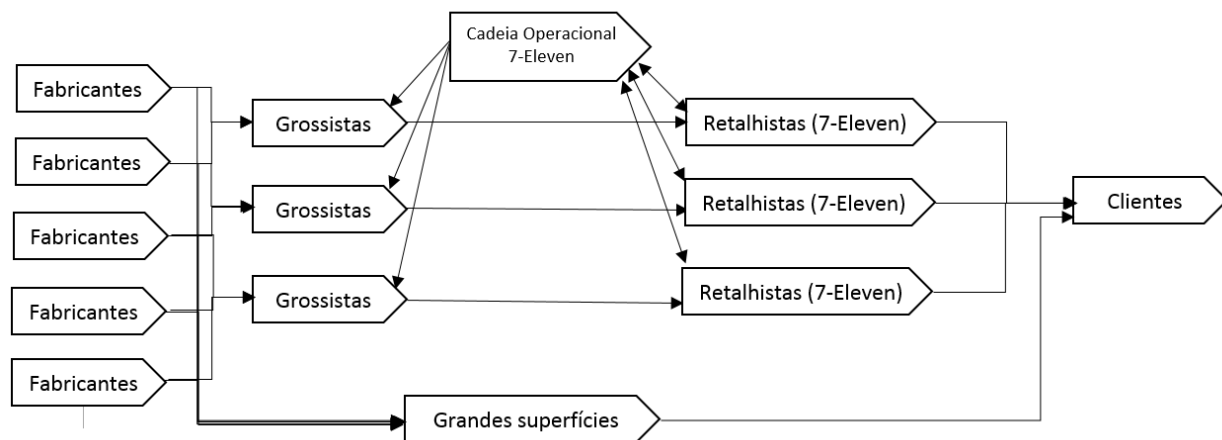 Cadeia Operacional
7-Eleven
Fabricantes
Grossistas
Retalhistas (7-Eleven)
Fabricantes
Grossistas
Retalhistas (7-Eleven)
Clientes
Fabricantes
Grossistas
Retalhistas (7-Eleven)
Fabricantes
Fabricantes
Grandes superfícies